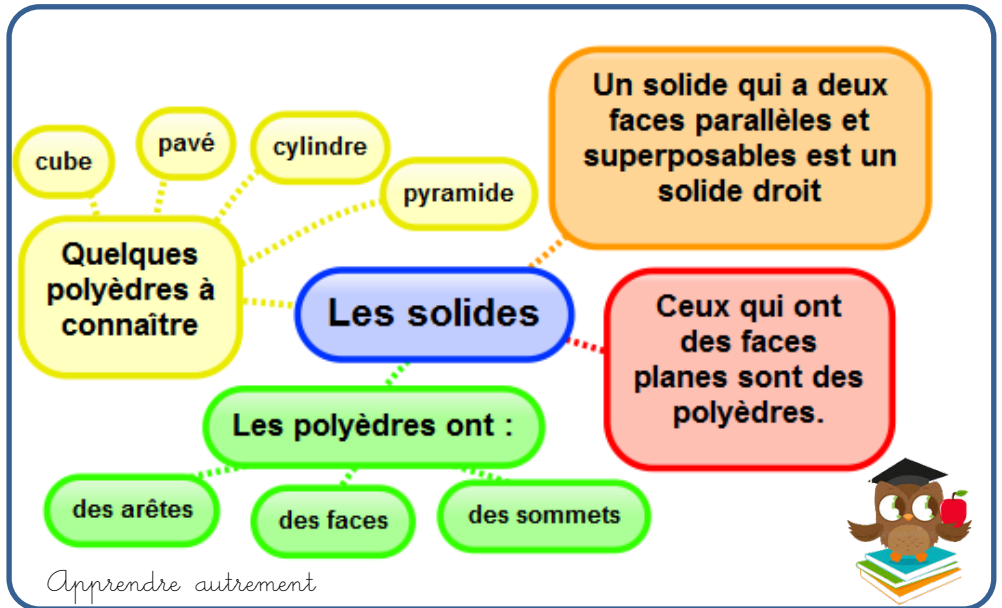 Un solide qui a deux
faces parallèles et
superposables est un
solide droit
cube
pavé
cylindre
pyramide
Quelques
polyèdres à
connaître
Les solides
Ceux qui ont
des faces
planes sont des
polyèdres.
Les polyèdres ont :
des arêtes
des faces
des sommets
Apprendre autrement